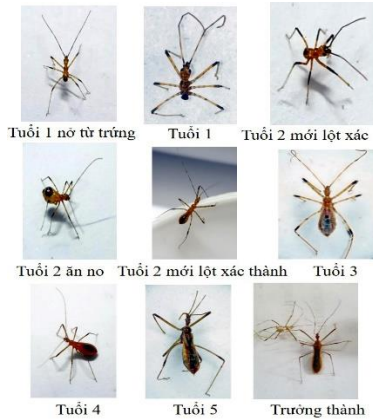 Tuổi 1 nở từ trứng
Tuổi 1
Tuổi 2 mới lột xác
Tuổi 2 ăn no
Tuổi 2 mới lột xác thành
Tuổi 3
Tuổi 4
Tuổi 5
Trưởng thành